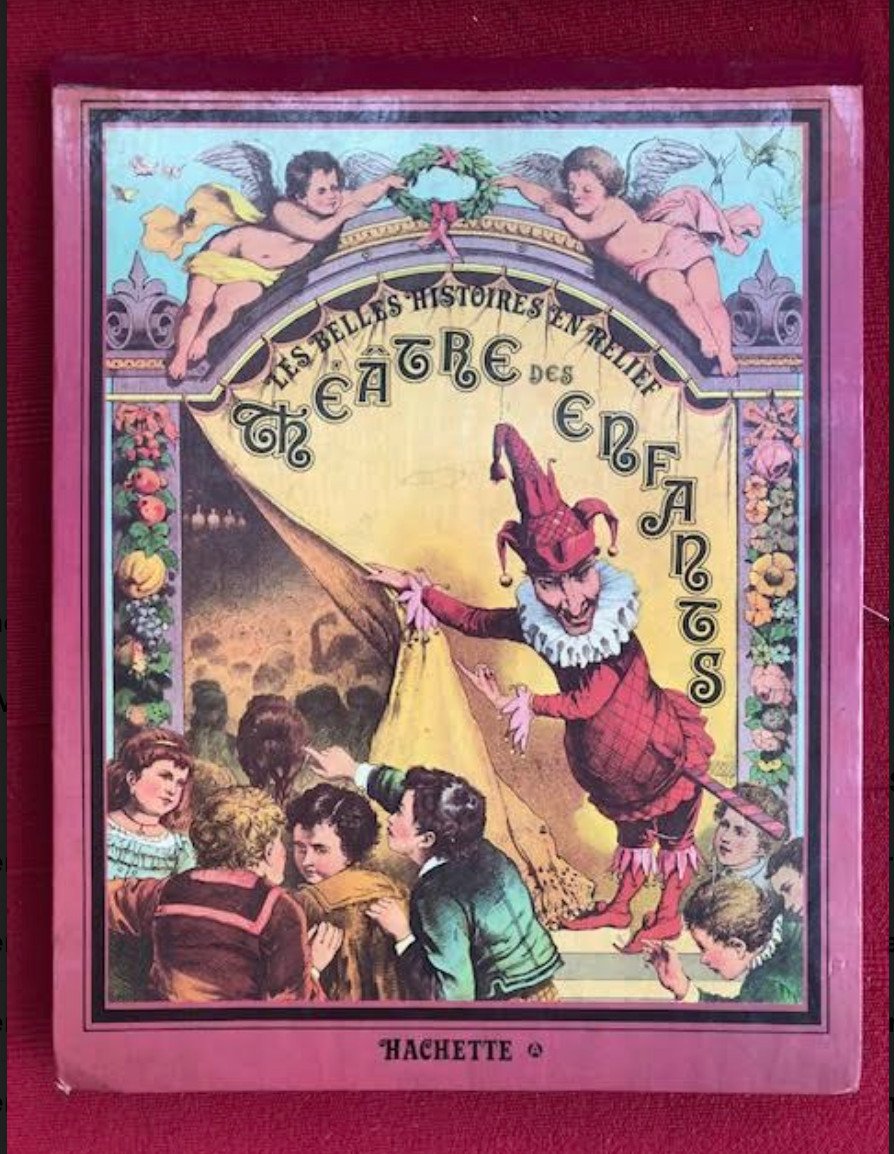 LES BELLES HISTOIRES EN RELIEF
THÉÂTRE DES ENFANTS
HACHETTE